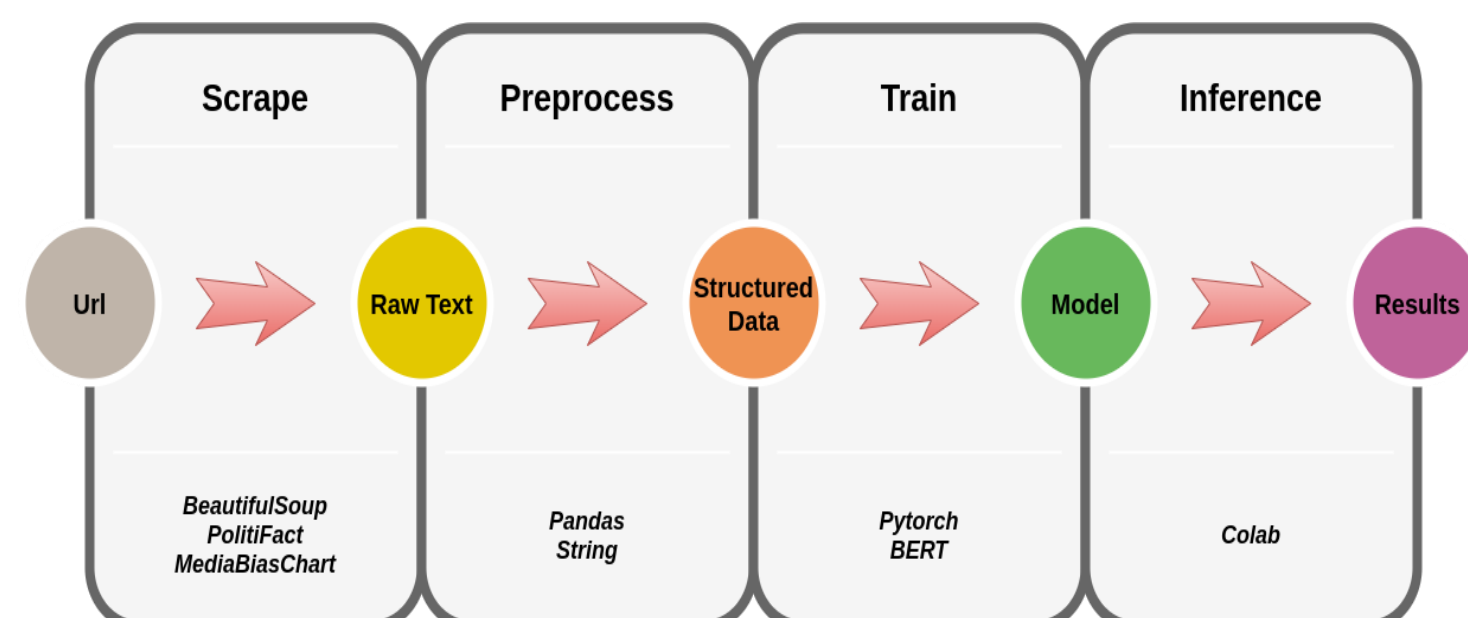 Scrape
Preprocess
Train
Inference
Url
Raw Text
Structured
Data
Model
Results
BeautifulSoup
PolitiFact
MediaBiasChart
Pandas
String
Pytorch
BERT
Colab